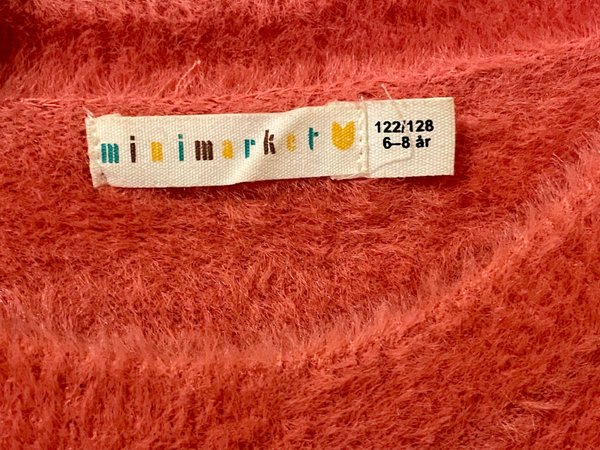 minimarket
122/128
6–8 år